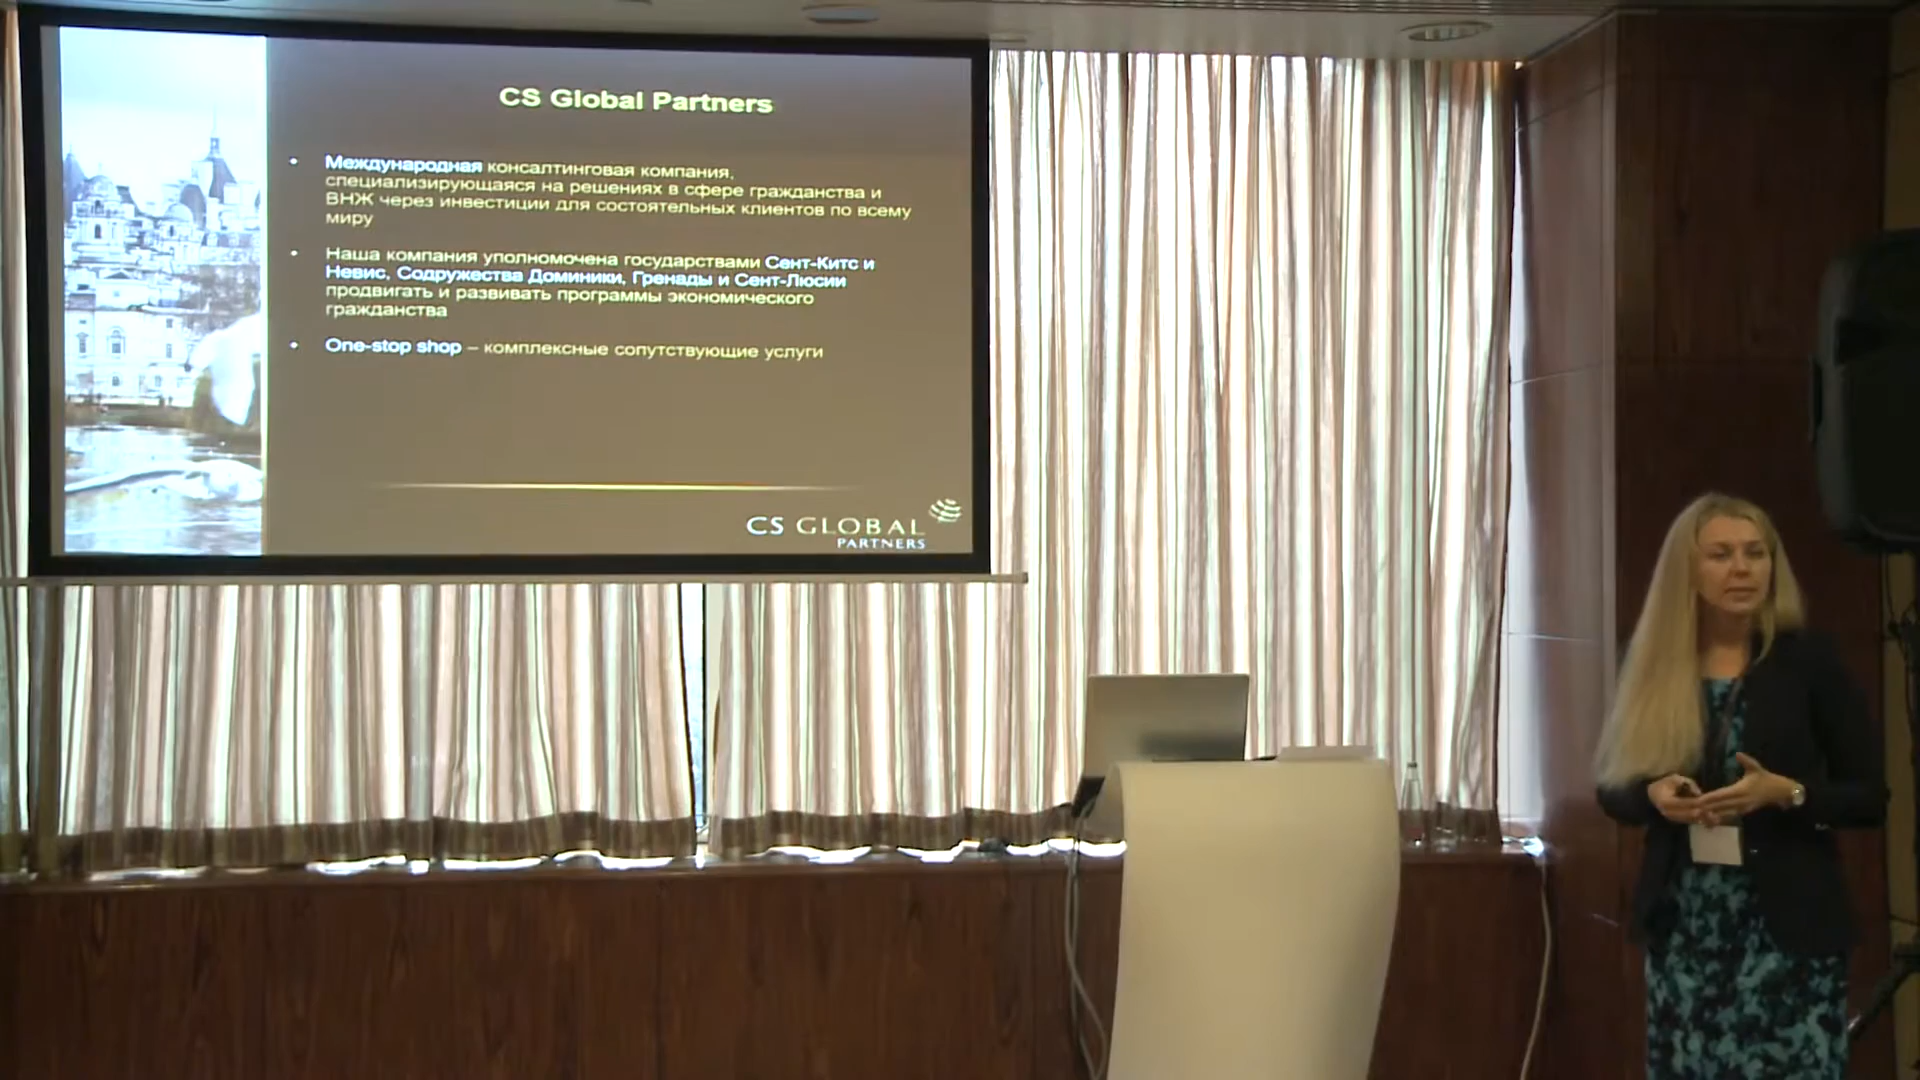 CS Global Partners
• Международная консалтинговая компания,
специализирующаяся на решениях в сфере гражданства и
ВНЖ через инвестиции для состоятельных клиентов по всему
миру
• Наша компания уполномочена государствами Сент-Китс и
Невис, Содружества Доминики, Гренады и Сент-Люсии
продвигать и развивать программы экономического
гражданства
• One-stop shop – комплексные сопутствующие услуги
CS GLOBAL
PARTNERS